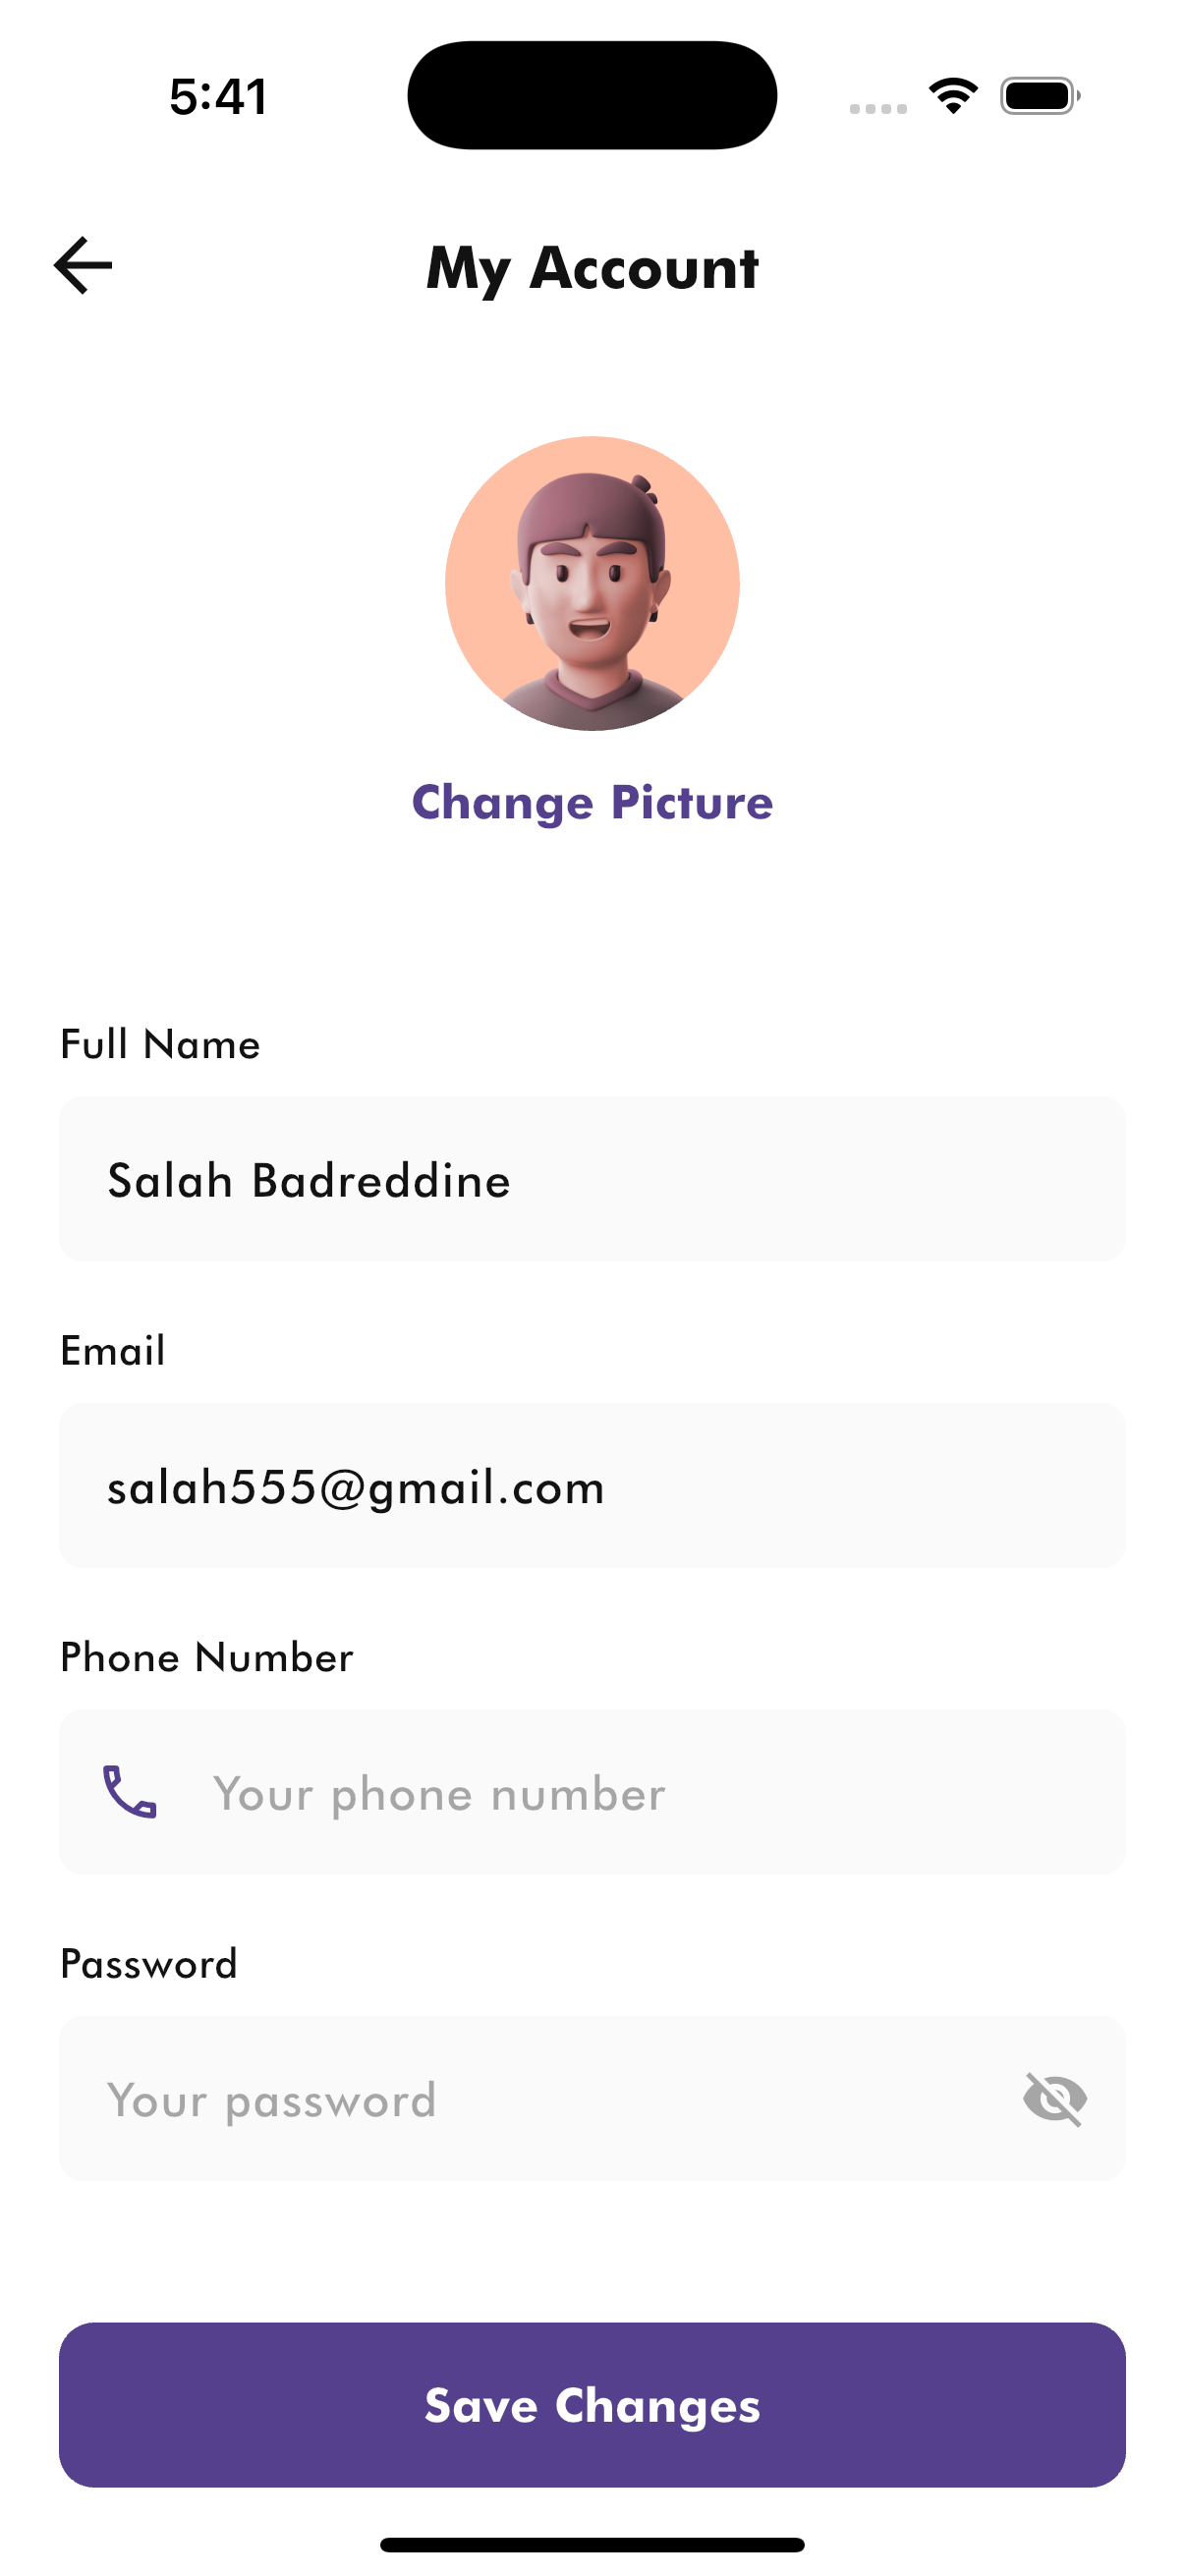 5:41
My Account
Change Picture
Full Name
Salah Badreddine
Email
salah555@gmail.com
Phone Number
Your phone number
Password
Your password
Save Changes